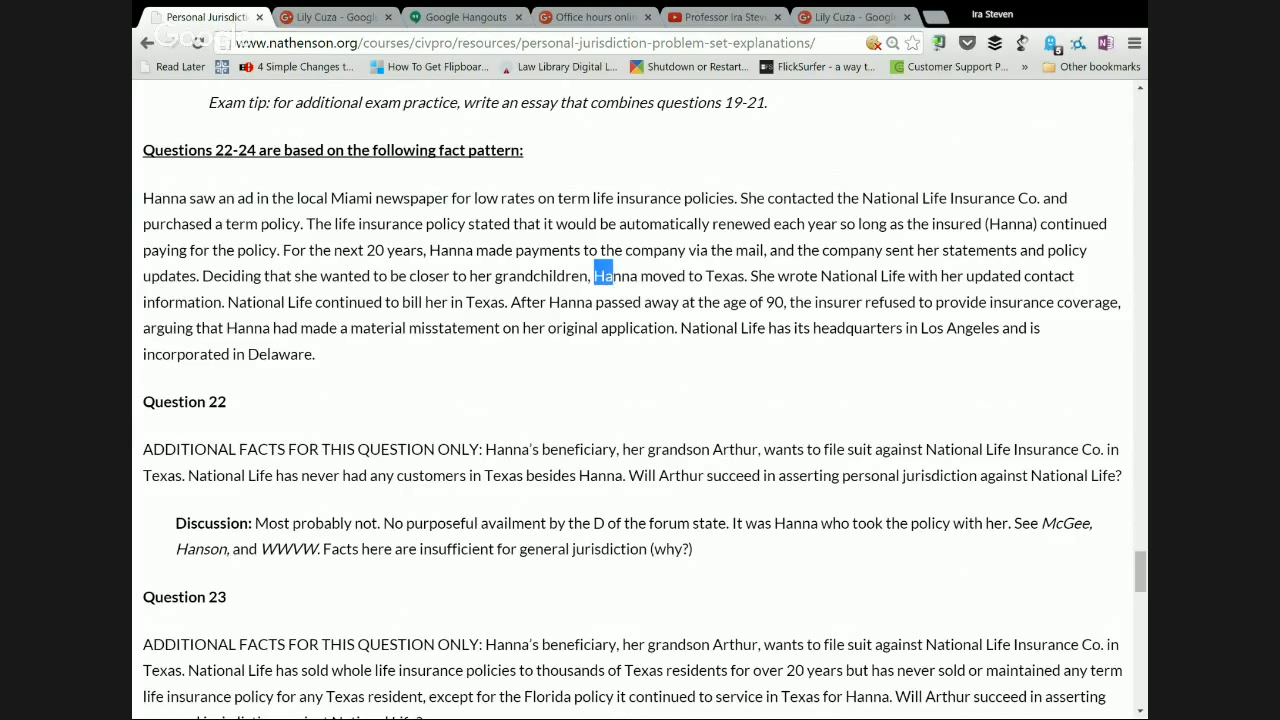 Personal Jurisdicti
Lily Cuza - Google
Google Hangouts
Office hours onlin
Professor Ira Steve
Lily Cuza - Google
Ira Steven
Google
www.nathenson.org/courses/civpro/resources/personal-jurisdiction-problem-set-explanations/
5
Read Later
4 Simple Changes t...
How To Get Flipboar...
Law Library Digital L...
Shutdown or Restart...
FlickSurfer - a way t...
Customer Support P...
»
Other bookmarks
Exam tip: for additional exam practice, write an essay that combines questions 19-21.
Questions 22-24 are based on the following fact pattern:
Hanna saw an ad in the local Miami newspaper for low rates on term life insurance policies. She contacted the National Life Insurance Co. and
purchased a term policy. The life insurance policy stated that it would be automatically renewed each year so long as the insured (Hanna) continued
paying for the policy. For the next 20 years, Hanna made payments to the company via the mail, and the company sent her statements and policy
updates. Deciding that she wanted to be closer to her grandchildren, Hanna moved to Texas. She wrote National Life with her updated contact
information. National Life continued to bill her in Texas. After Hanna passed away at the age of 90, the insurer refused to provide insurance coverage,
arguing that Hanna had made a material misstatement on her original application. National Life has its headquarters in Los Angeles and is
incorporated in Delaware.
Question 22
ADDITIONAL FACTS FOR THIS QUESTION ONLY: Hanna's beneficiary, her grandson Arthur, wants to file suit against National Life Insurance Co. in
Texas. National Life has never had any customers in Texas besides Hanna. Will Arthur succeed in asserting personal jurisdiction against National Life?
Discussion: Most probably not. No purposeful availment by the D of the forum state. It was Hanna who took the policy with her. See McGee,
Hanson, and WWVW. Facts here are insufficient for general jurisdiction (why?)
Question 23
ADDITIONAL FACTS FOR THIS QUESTION ONLY: Hanna's beneficiary, her grandson Arthur, wants to file suit against National Life Insurance Co. in
Texas. National Life has sold whole life insurance policies to thousands of Texas residents for over 20 years but has never sold or maintained any term
life insurance policy for any Texas resident, except for the Florida policy it continued to service in Texas for Hanna. Will Arthur succeed in asserting